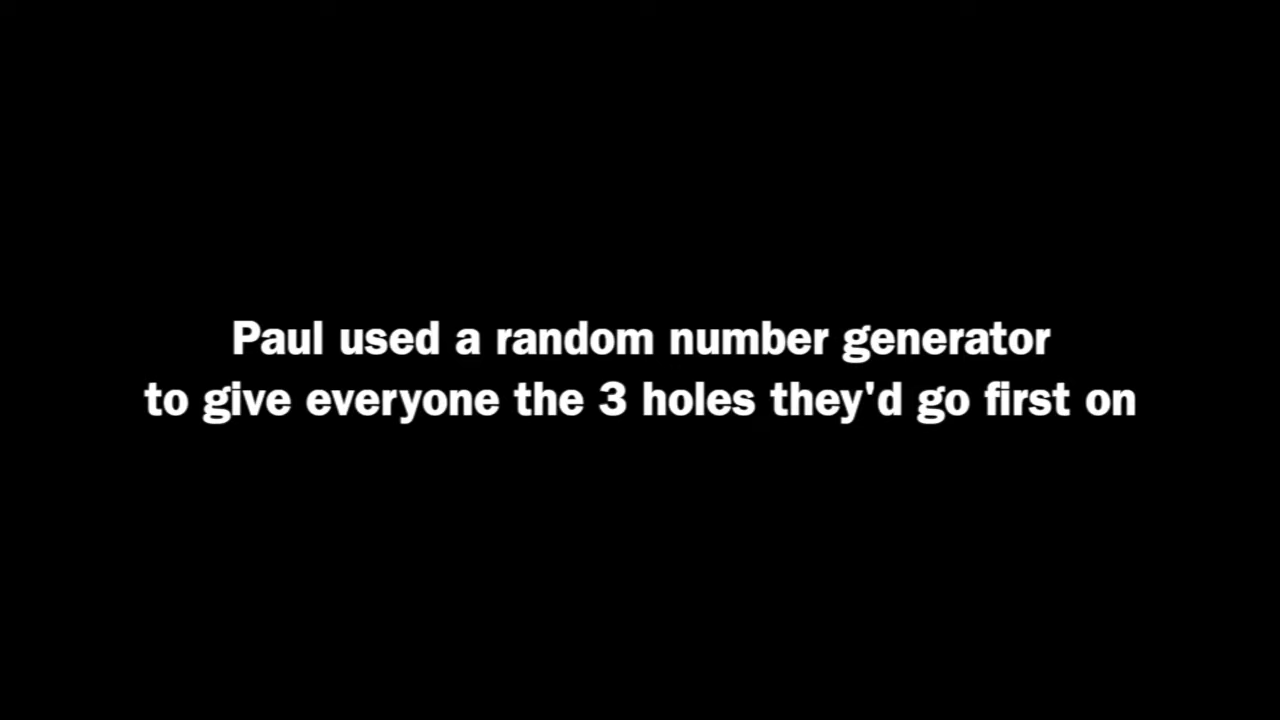 Paul used a random number generator
to give everyone the 3 holes they'd go first on